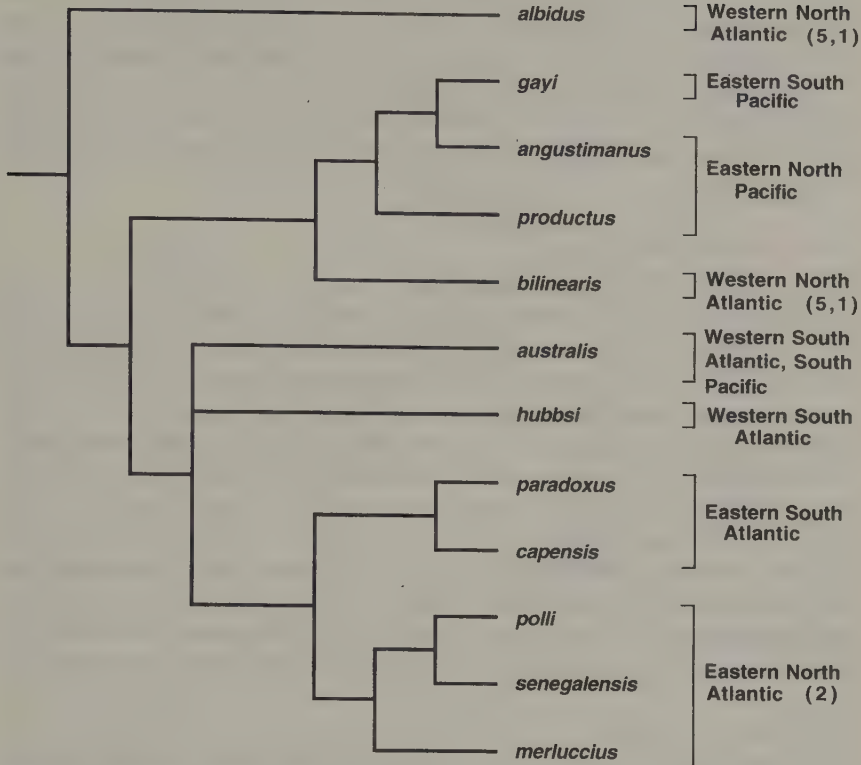 albidus
Western North
Atlantic (5,1)
gayi
Eastern South
Pacific
angustimanus
Eastern North
Pacific
productus
bilinearis
Western North
Atlantic (5,1)
australis
Western South
Atlantic, South
Pacific
hubbsi
Western South
Atlantic
paradoxus
Eastern South
Atlantic
capensis
polli
senegalensis
Eastern North
Atlantic (2)
merluccius